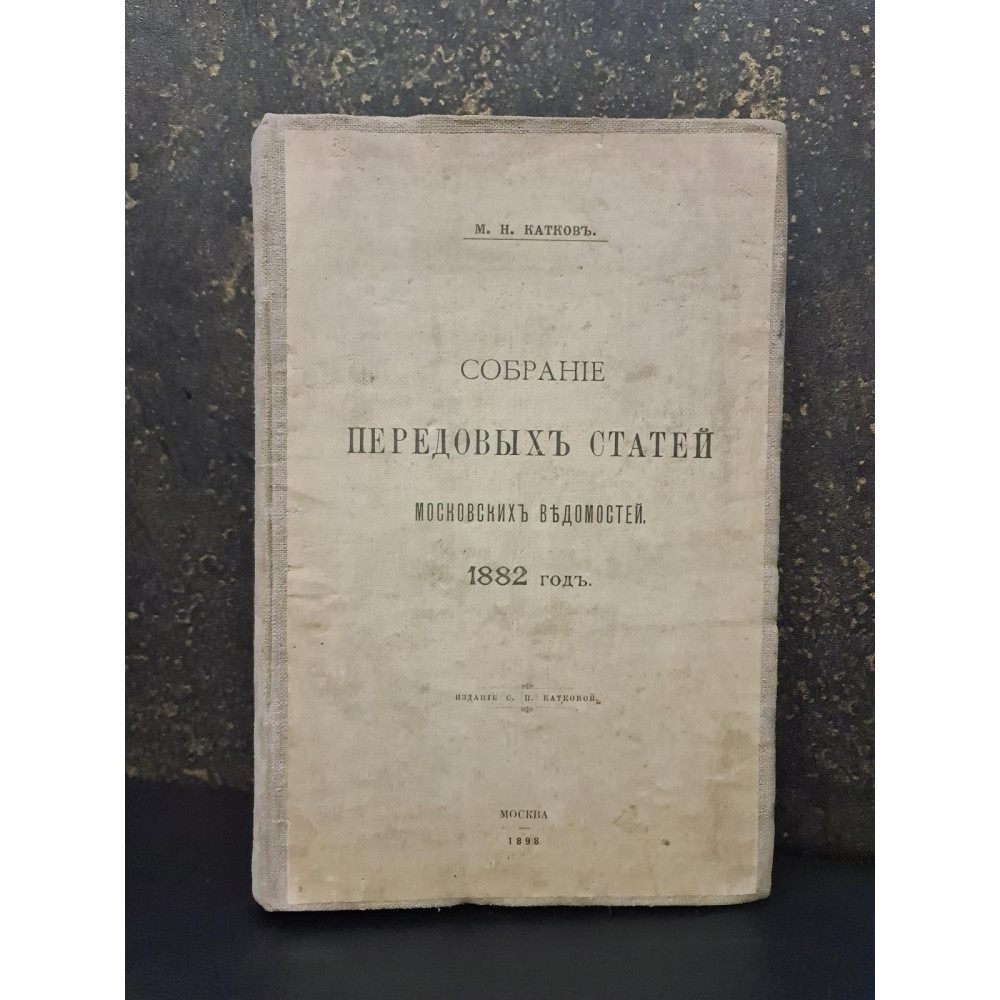 М. Н. КАТКОВЪ.
СОБРАНІЕ
ПЕРЕДОВЫХЪ СТАТЕЙ
МОСКОВСКИХЪ ВѢДОМОСТЕЙ.
1882 годъ.
ИЗДАНІЕ С. П. КАТКОВОЙ.
МОСКВА
1898